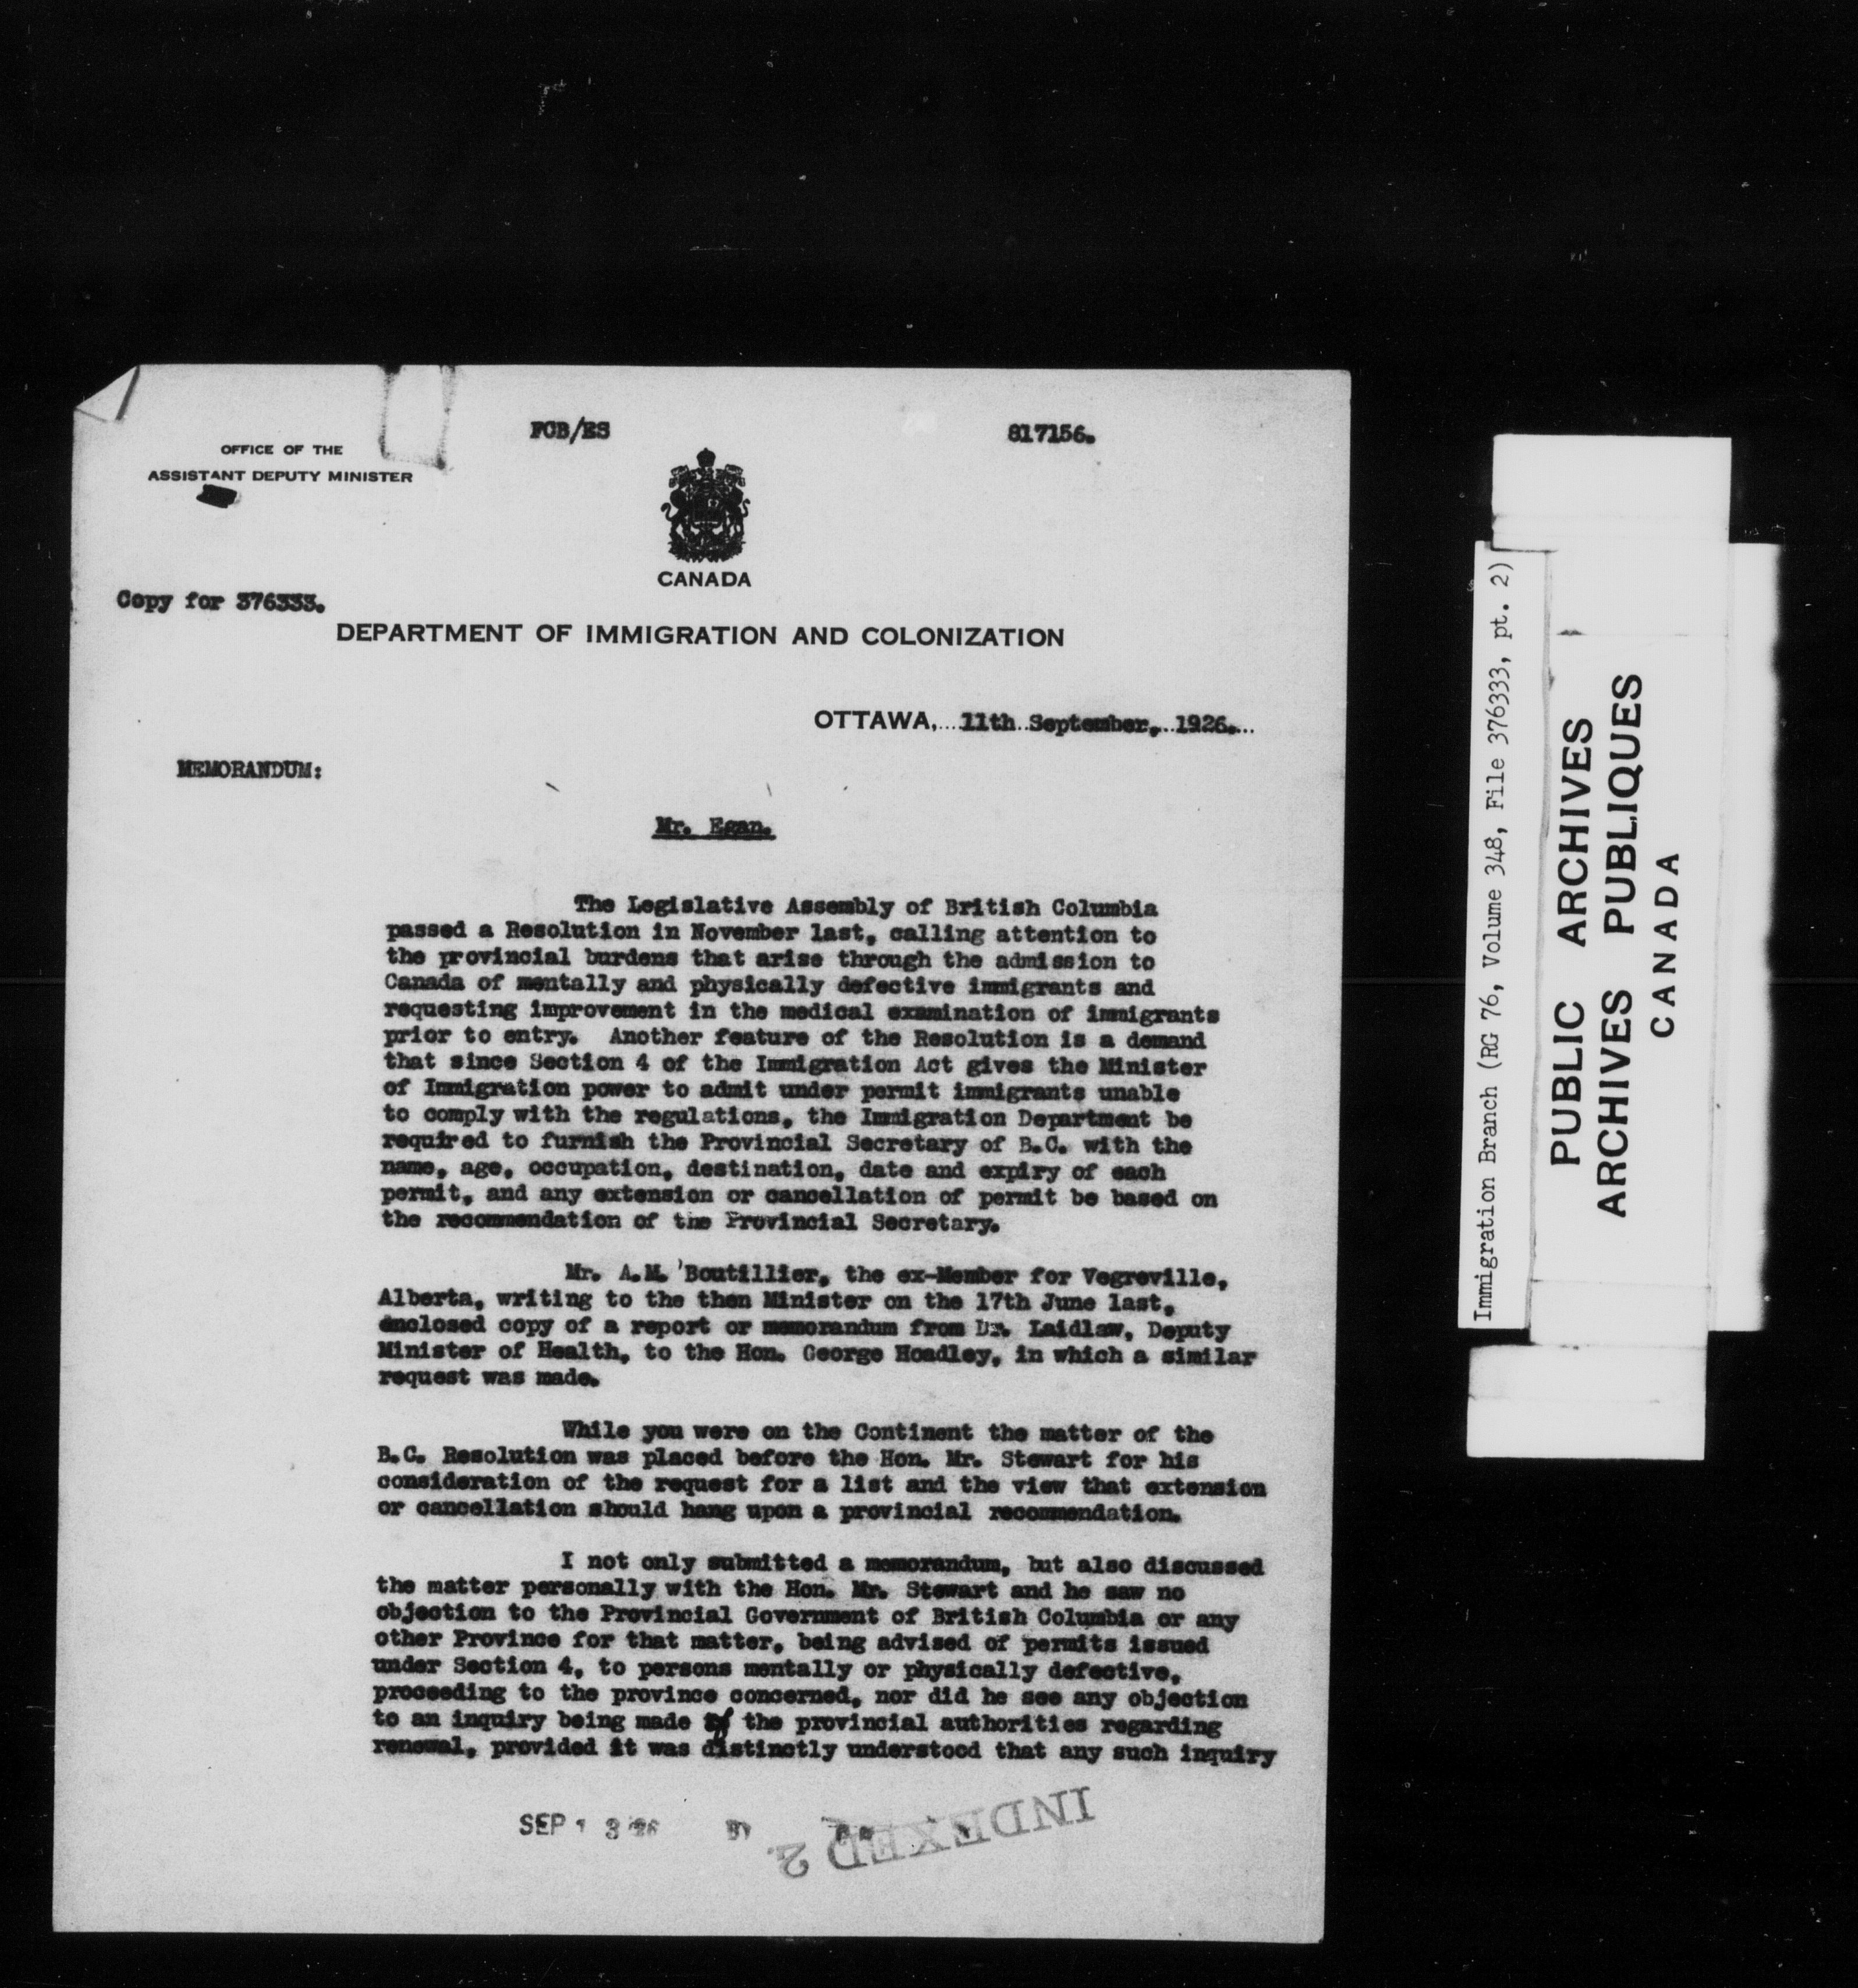 FCB/ES
817156.
OFFICE OF THE
ASSISTANT DEPUTY MINISTER
CANADA
Copy for 376333.
DEPARTMENT OF IMMIGRATION AND COLONIZATION
OTTAWA, 11th September, 1926.
MEMORANDUM:
Mr. Egan.
The Legislative Assembly of British Columbia
passed a Resolution in November last, calling attention to
the provincial burdens that arise through the admission to
Canada of mentally and physically defective immigrants and
requesting improvement in the medical examination of immigrants
prior to entry. Another feature of the Resolution is a demand
that since Section 4 of the Immigration Act gives the Minister
of Immigration power to admit under permit immigrants unable
to comply with the regulations, the Immigration Department be
required to furnish the Provincial Secretary of B.C. with the
name, age, occupation, destination, date and expiry of each
permit, and any extension or cancellation of permit be based on
the recommendation of the Provincial Secretary.
Mr. A.M. 'Boutillier, the ex-Member for Vegreville,
Alberta, writing to the then Minister on the 17th June last,
enclosed copy of a report or memorandum from Dr. Laidlaw, Deputy
Minister of Health, to the Hon. George Hoadley, in which a similar
request was made.
While you were on the Continent the matter of the
B.C. Resolution was placed before the Hon. Mr. Stewart for his
consideration of the request for a list and the view that extension
or cancellation should hang upon a provincial recommendation.
I not only submitted a memorandum, but also discussed
the matter personally with the Hon. Mr. Stewart and he saw no
objection to the Provincial Government of British Columbia or any
other Province for that matter, being advised of permits issued
under Section 4, to persons mentally or physically defective,
proceeding to the province concerned, nor did he see any objection
to an inquiry being made of the provincial authorities regarding
renewal, provided it was distinctly understood that any such inquiry
SEP 13 26 BY
INDEXED 2
Immigration Branch (RG 76, Volume 348, File 376333, pt. 2)
PUBLIC ARCHIVES
ARCHIVES PUBLIQUES
CANADA